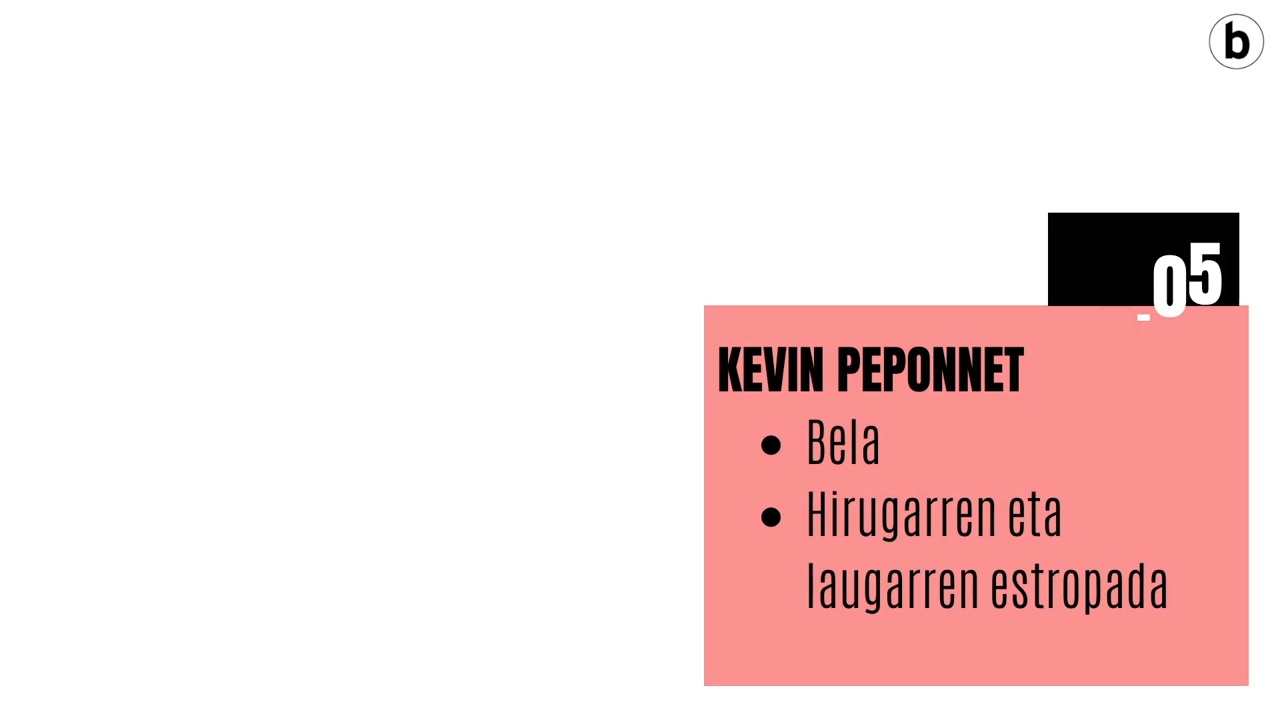 b
05
KEVIN PEPONNET
• Bela
• Hirugarren eta
laugarren estropada